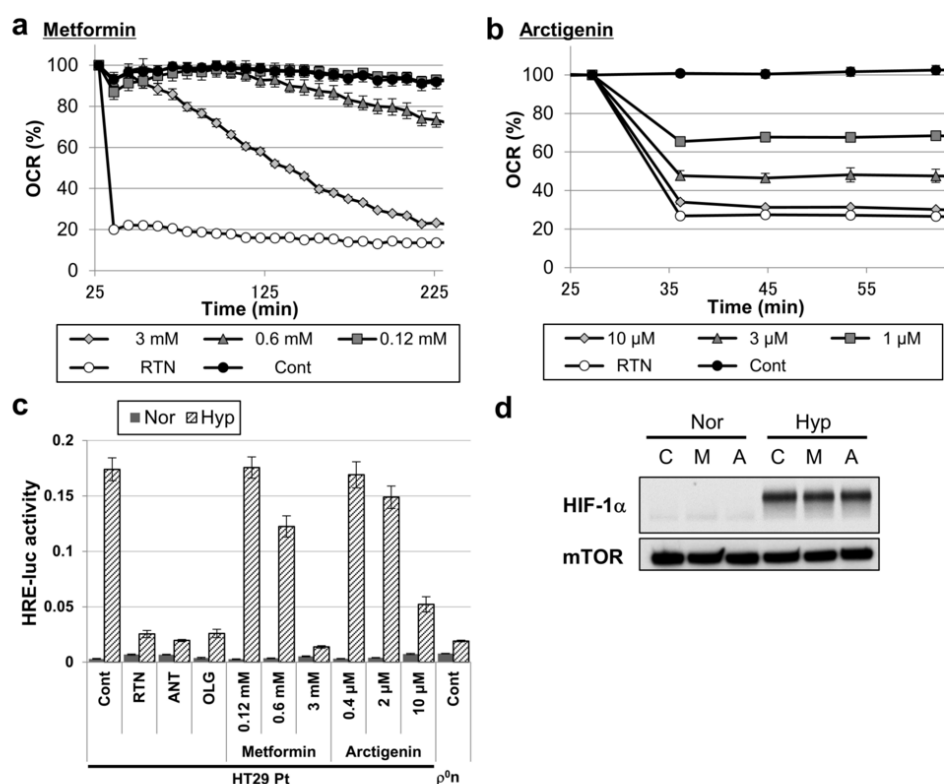 a Metformin
OCR (%)
100
80
60
40
20
0
25 125 225
Time (min)
3 mM 0.6 mM 0.12 mM
RTN Cont
b Arctigenin
OCR (%)
100
80
60
40
20
0
25 35 45 55
Time (min)
10 μM 3 μM 1 μM
RTN Cont
c
Nor Hyp
HRE-luc activity
0.2
0.15
0.1
0.05
0
Cont RTN ANT OLG 0.12 mM 0.6 mM 3 mM 0.4 μM 2 μM 10 μM Cont
Metformin Arctigenin
HT29 Pt ρ⁰n
d
Nor Hyp
C M A C M A
HIF-1α
mTOR